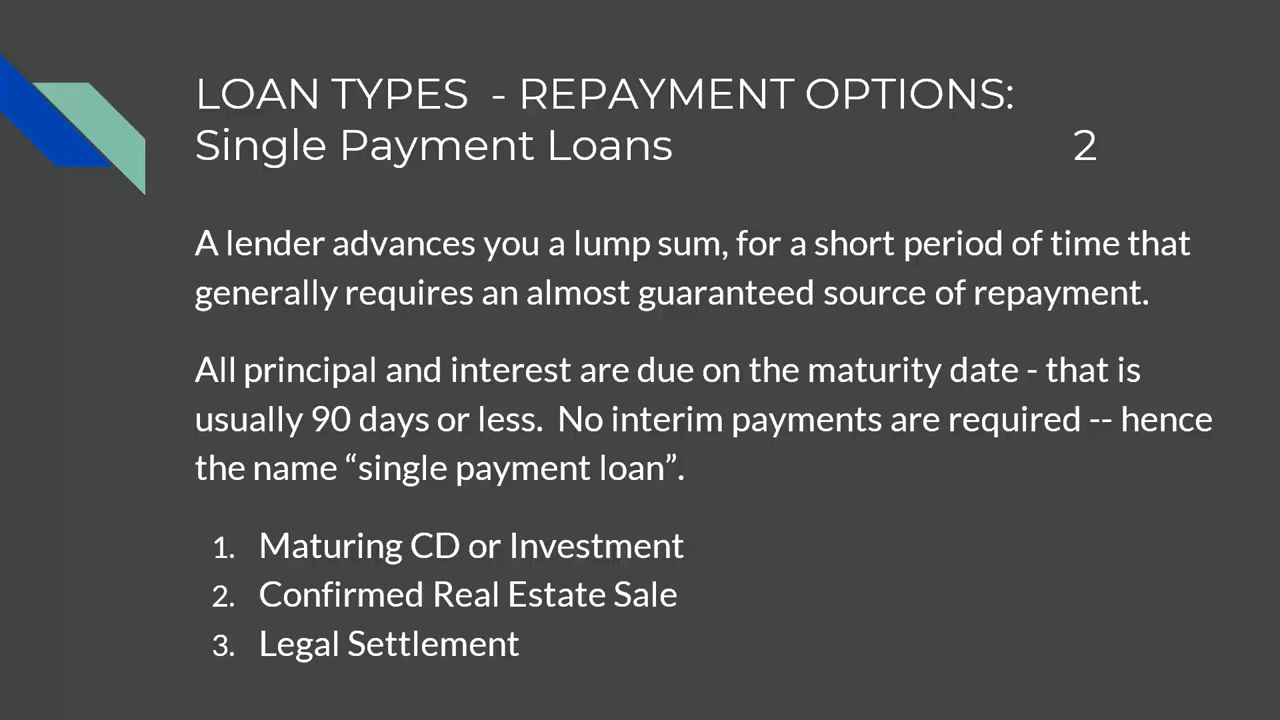 LOAN TYPES - REPAYMENT OPTIONS:
Single Payment Loans 2
A lender advances you a lump sum, for a short period of time that
generally requires an almost guaranteed source of repayment.
All principal and interest are due on the maturity date - that is
usually 90 days or less. No interim payments are required -- hence
the name “single payment loan”.
1. Maturing CD or Investment
2. Confirmed Real Estate Sale
3. Legal Settlement